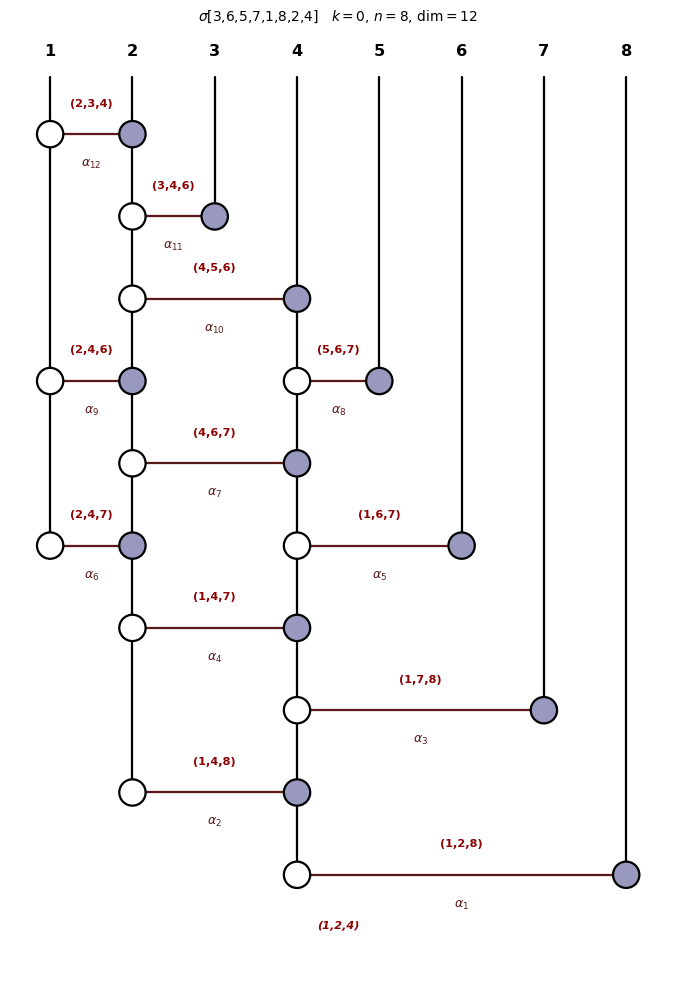 σ[3,6,5,7,1,8,2,4]   k=0, n=8, dim=12
1 2 3 4 5 6 7 8
(2,3,4)
α12
(3,4,6)
α11
(4,5,6)
α10
(2,4,6) (5,6,7)
α9 α8
(4,6,7)
α7
(2,4,7) (1,6,7)
α6 α5
(1,4,7)
α4
(1,7,8)
α3
(1,4,8)
α2
(1,2,8)
α1
(1,2,4)